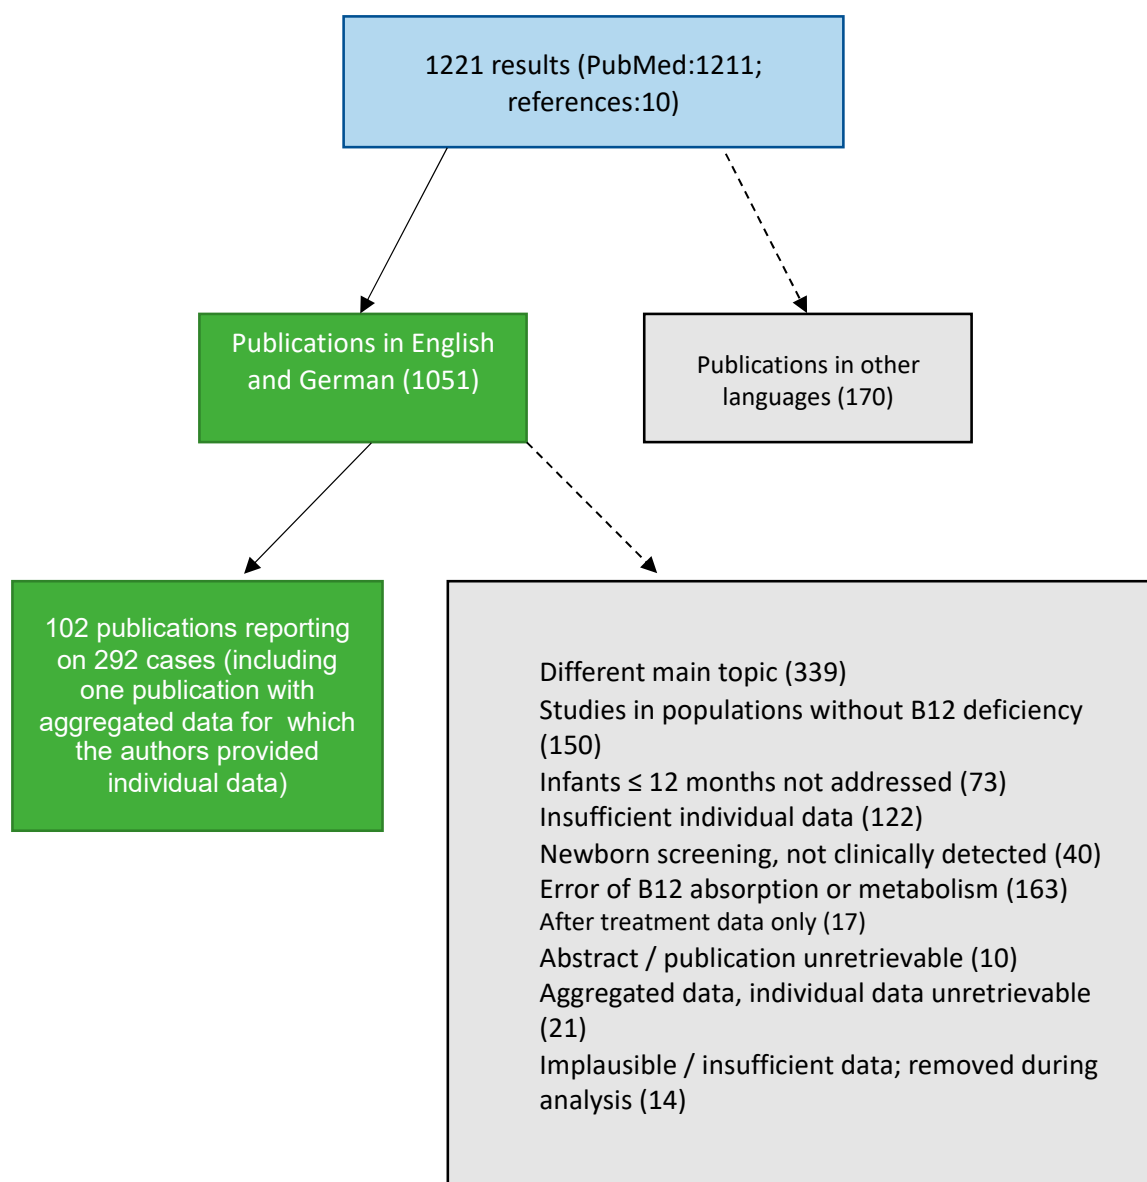 1221 results (PubMed:1211;
references:10)
Publications in English
and German (1051)
Publications in other
languages (170)
102 publications reporting
on 292 cases (including
one publication with
aggregated data for  which
the authors provided
individual data)
Different main topic (339)
Studies in populations without B12 deficiency
(150)
Infants ≤ 12 months not addressed (73)
Insufficient individual data (122)
Newborn screening, not clinically detected (40)
Error of B12 absorption or metabolism (163)
After treatment data only (17)
Abstract / publication unretrievable (10)
Aggregated data, individual data unretrievable
(21)
Implausible / insufficient data; removed during
analysis (14)